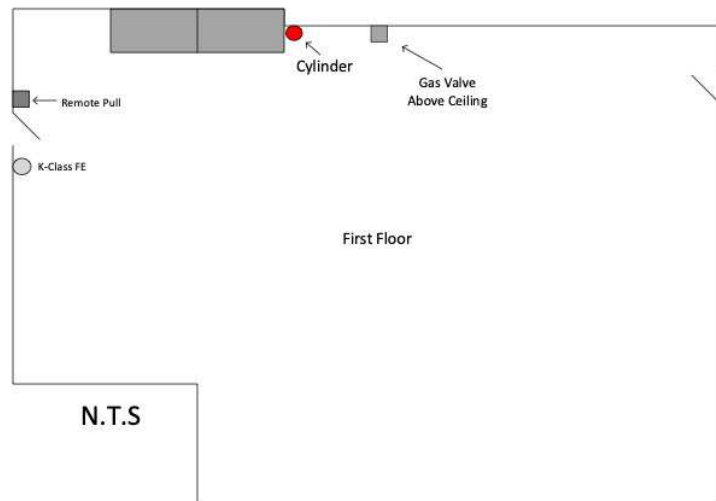 Cylinder
Gas Valve
Above Ceiling
Remote Pull
K-Class FE
First Floor
N.T.S